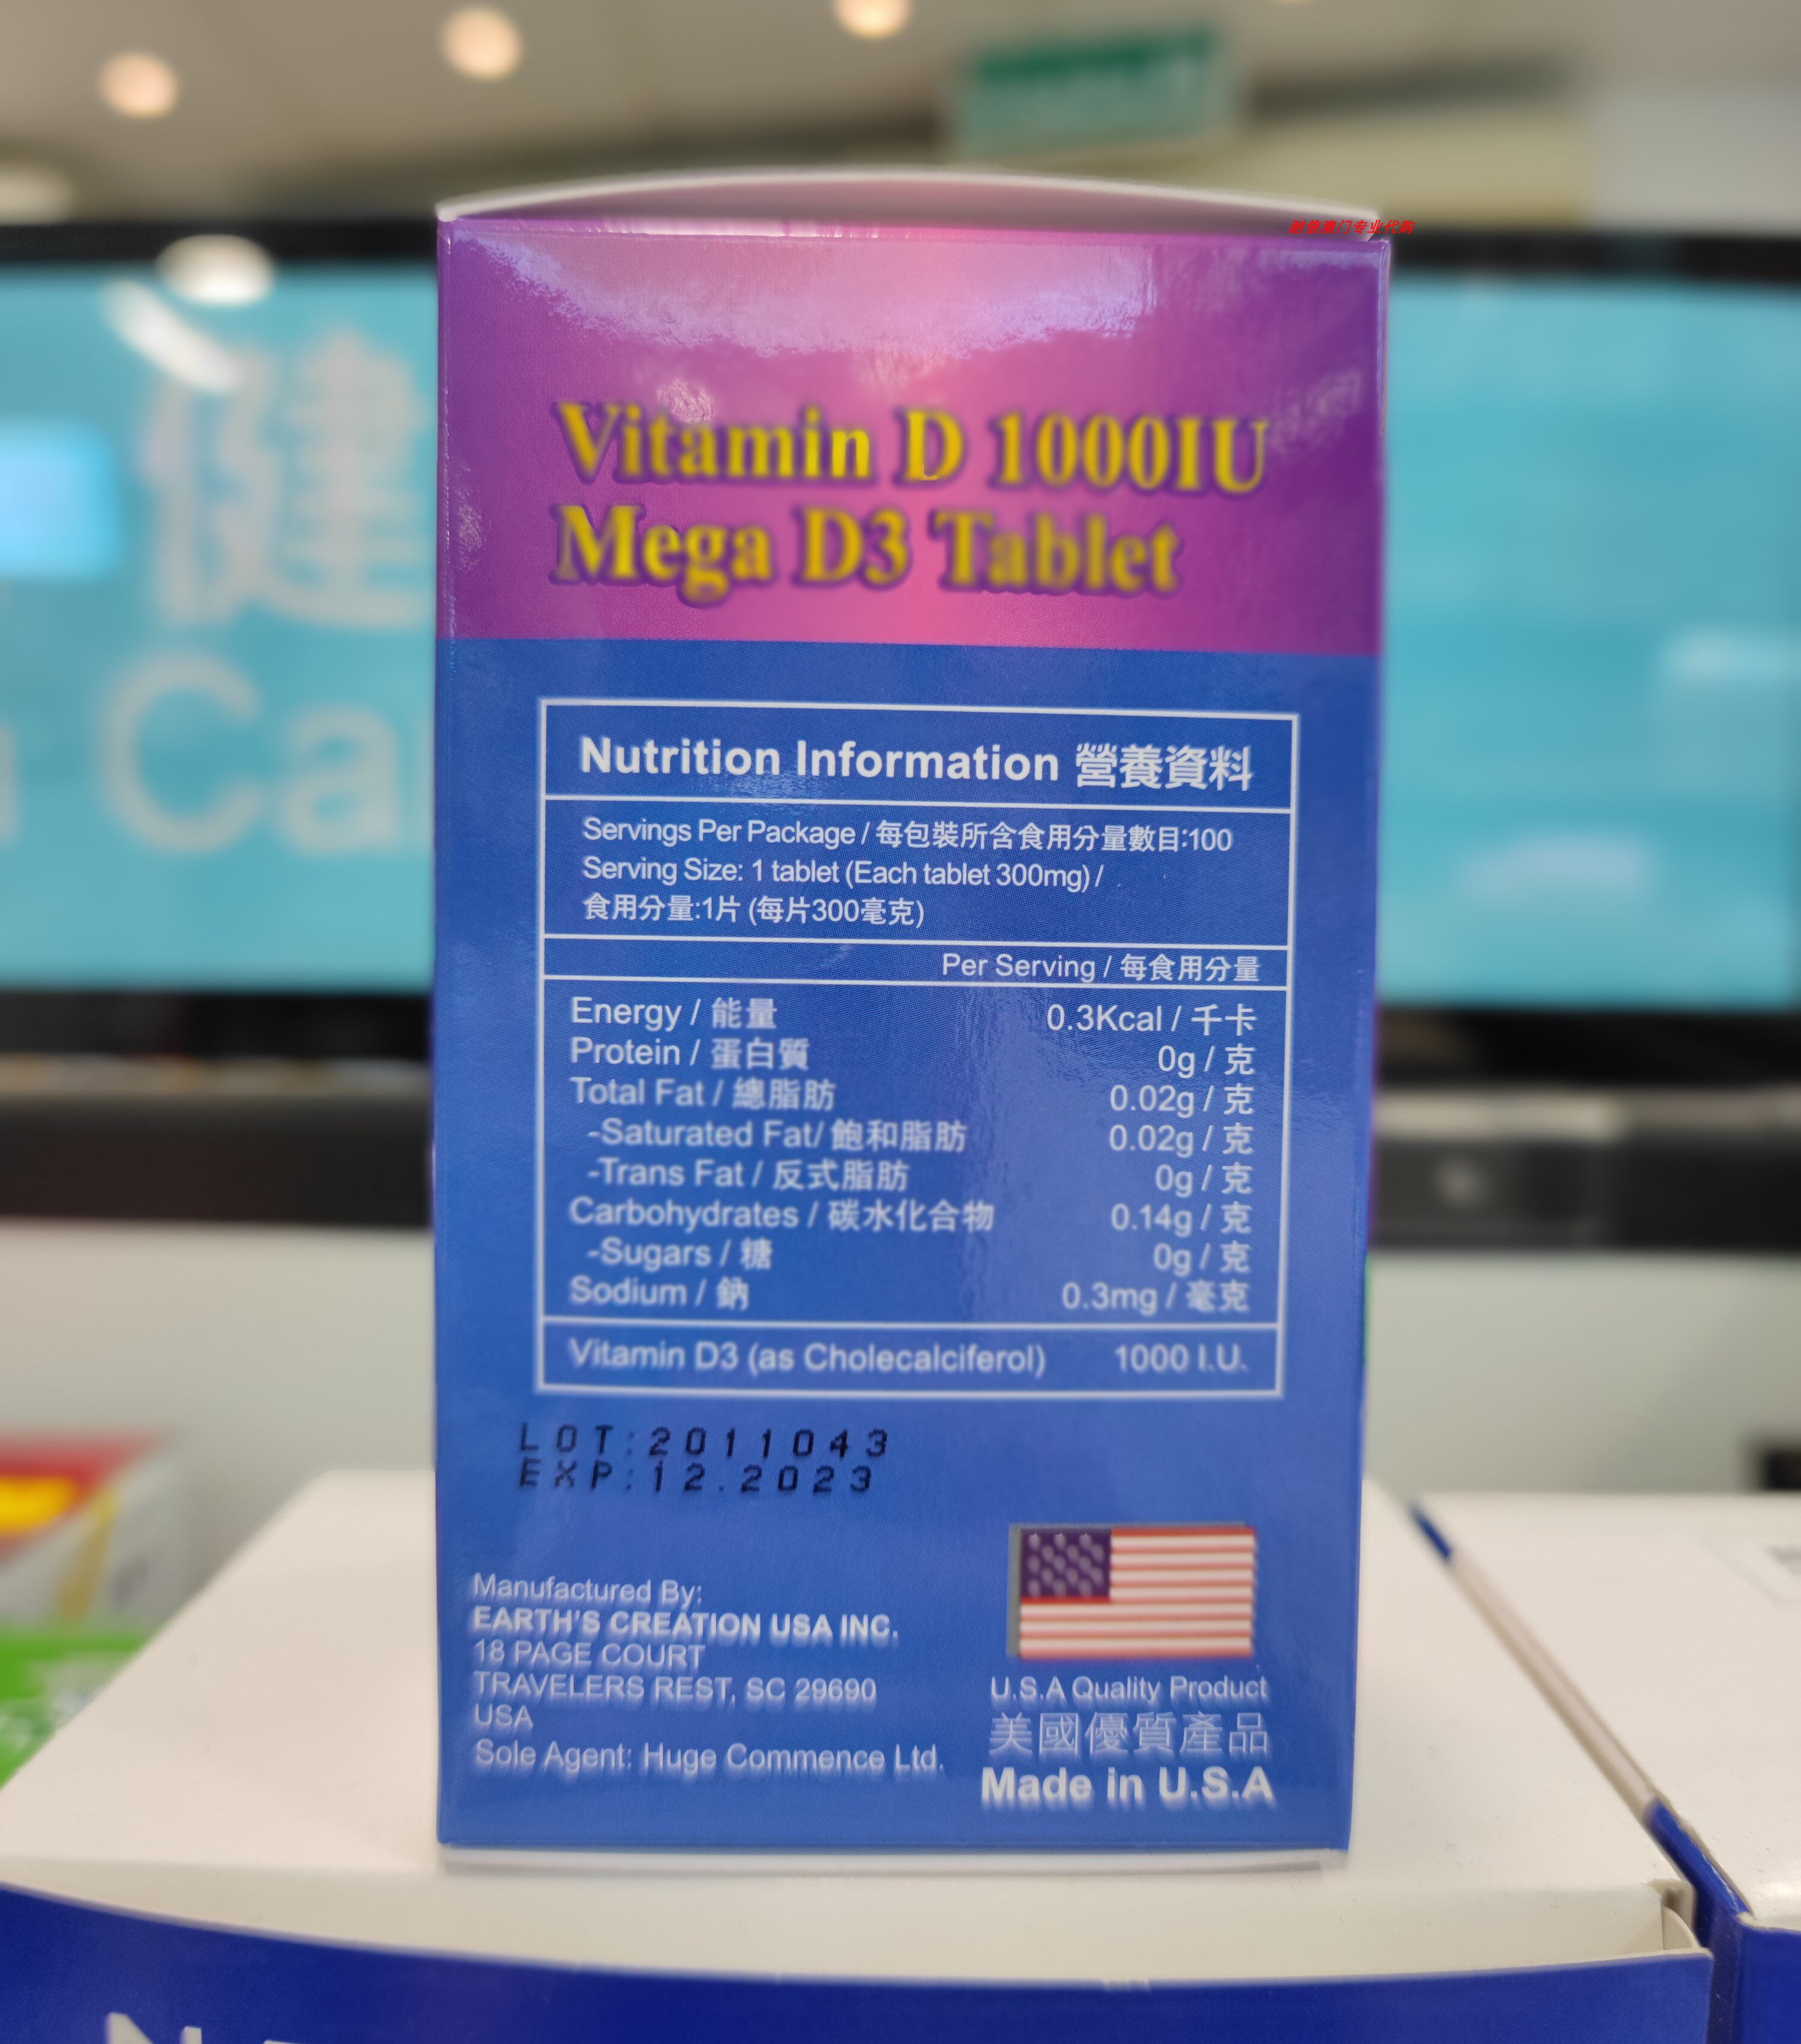 健
Ca
Vitamin D 1000IU
Mega D3 Tablet
Nutrition Information 營養資料
Servings Per Package / 每包裝所含食用分量數目:100
Serving Size: 1 tablet (Each tablet 300mg) /
食用分量:1片 (每片300毫克)
Per Serving / 每食用分量
Energy / 能量 0.3Kcal / 千卡
Protein / 蛋白質 0g / 克
Total Fat / 總脂肪 0.02g / 克
-Saturated Fat/ 飽和脂肪 0.02g / 克
-Trans Fat / 反式脂肪 0g / 克
Carbohydrates / 碳水化合物 0.14g / 克
-Sugars / 糖 0g / 克
Sodium / 鈉 0.3mg / 毫克
Vitamin D3 (as Cholecalciferol) 1000 I.U.
LOT:2011043
EXP:12.2023
Manufactured By:
EARTH'S CREATION USA INC.
18 PAGE COURT
TRAVELERS REST, SC 29690
USA
Sole Agent: Huge Commence Ltd.
U.S.A Quality Product
美國優質產品
Made in U.S.A